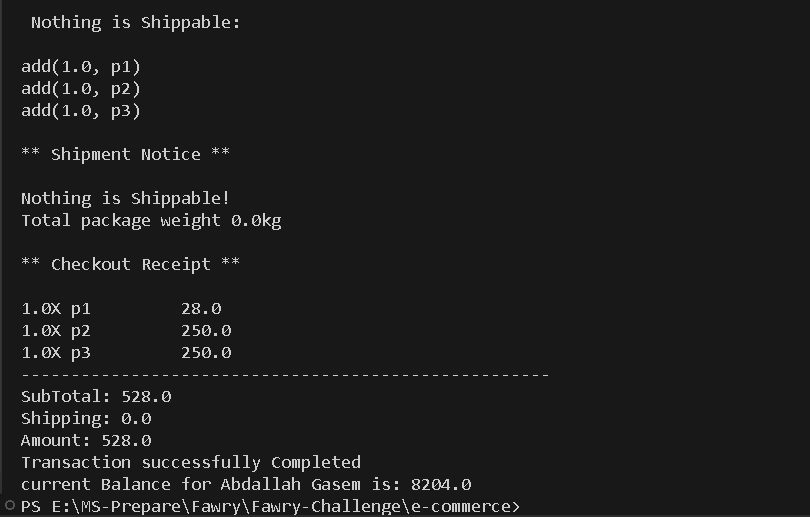 Nothing is Shippable:
add(1.0, p1)
add(1.0, p2)
add(1.0, p3)
** Shipment Notice **
Nothing is Shippable!
Total package weight 0.0kg
** Checkout Receipt **
1.0X p1 28.0
1.0X p2 250.0
1.0X p3 250.0
-----------------------------------------------------
SubTotal: 528.0
Shipping: 0.0
Amount: 528.0
Transaction successfully Completed
current Balance for Abdallah Gasem is: 8204.0
PS E:\MS-Prepare\Fawry\Fawry-Challenge\e-commerce>